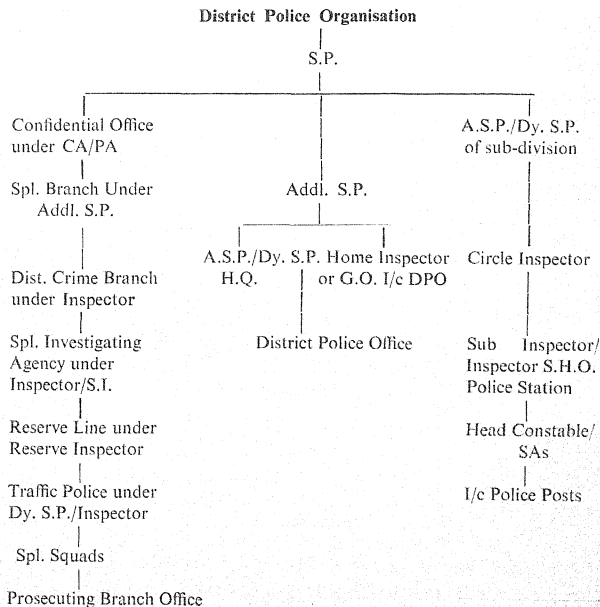 District Police Organisation
S.P.
Confidential Office
under CA/PA
Spl. Branch Under
Addl. S.P.
Dist. Crime Branch
under Inspector
Spl. Investigating
Agency under
Inspector/S.I.
Reserve Line under
Reserve Inspector
Traffic Police under
Dy. S.P./Inspector
Spl. Squads
Prosecuting Branch Office
Addl. S.P.
A.S.P./Dy. S.P.
H.Q.
Home Inspector
or G.O. I/c DPO
District Police Office
A.S.P./Dy. S.P.
of sub-division
Circle Inspector
Sub Inspector/
Inspector S.H.O.
Police Station
Head Constable/
SAs
I/c Police Posts